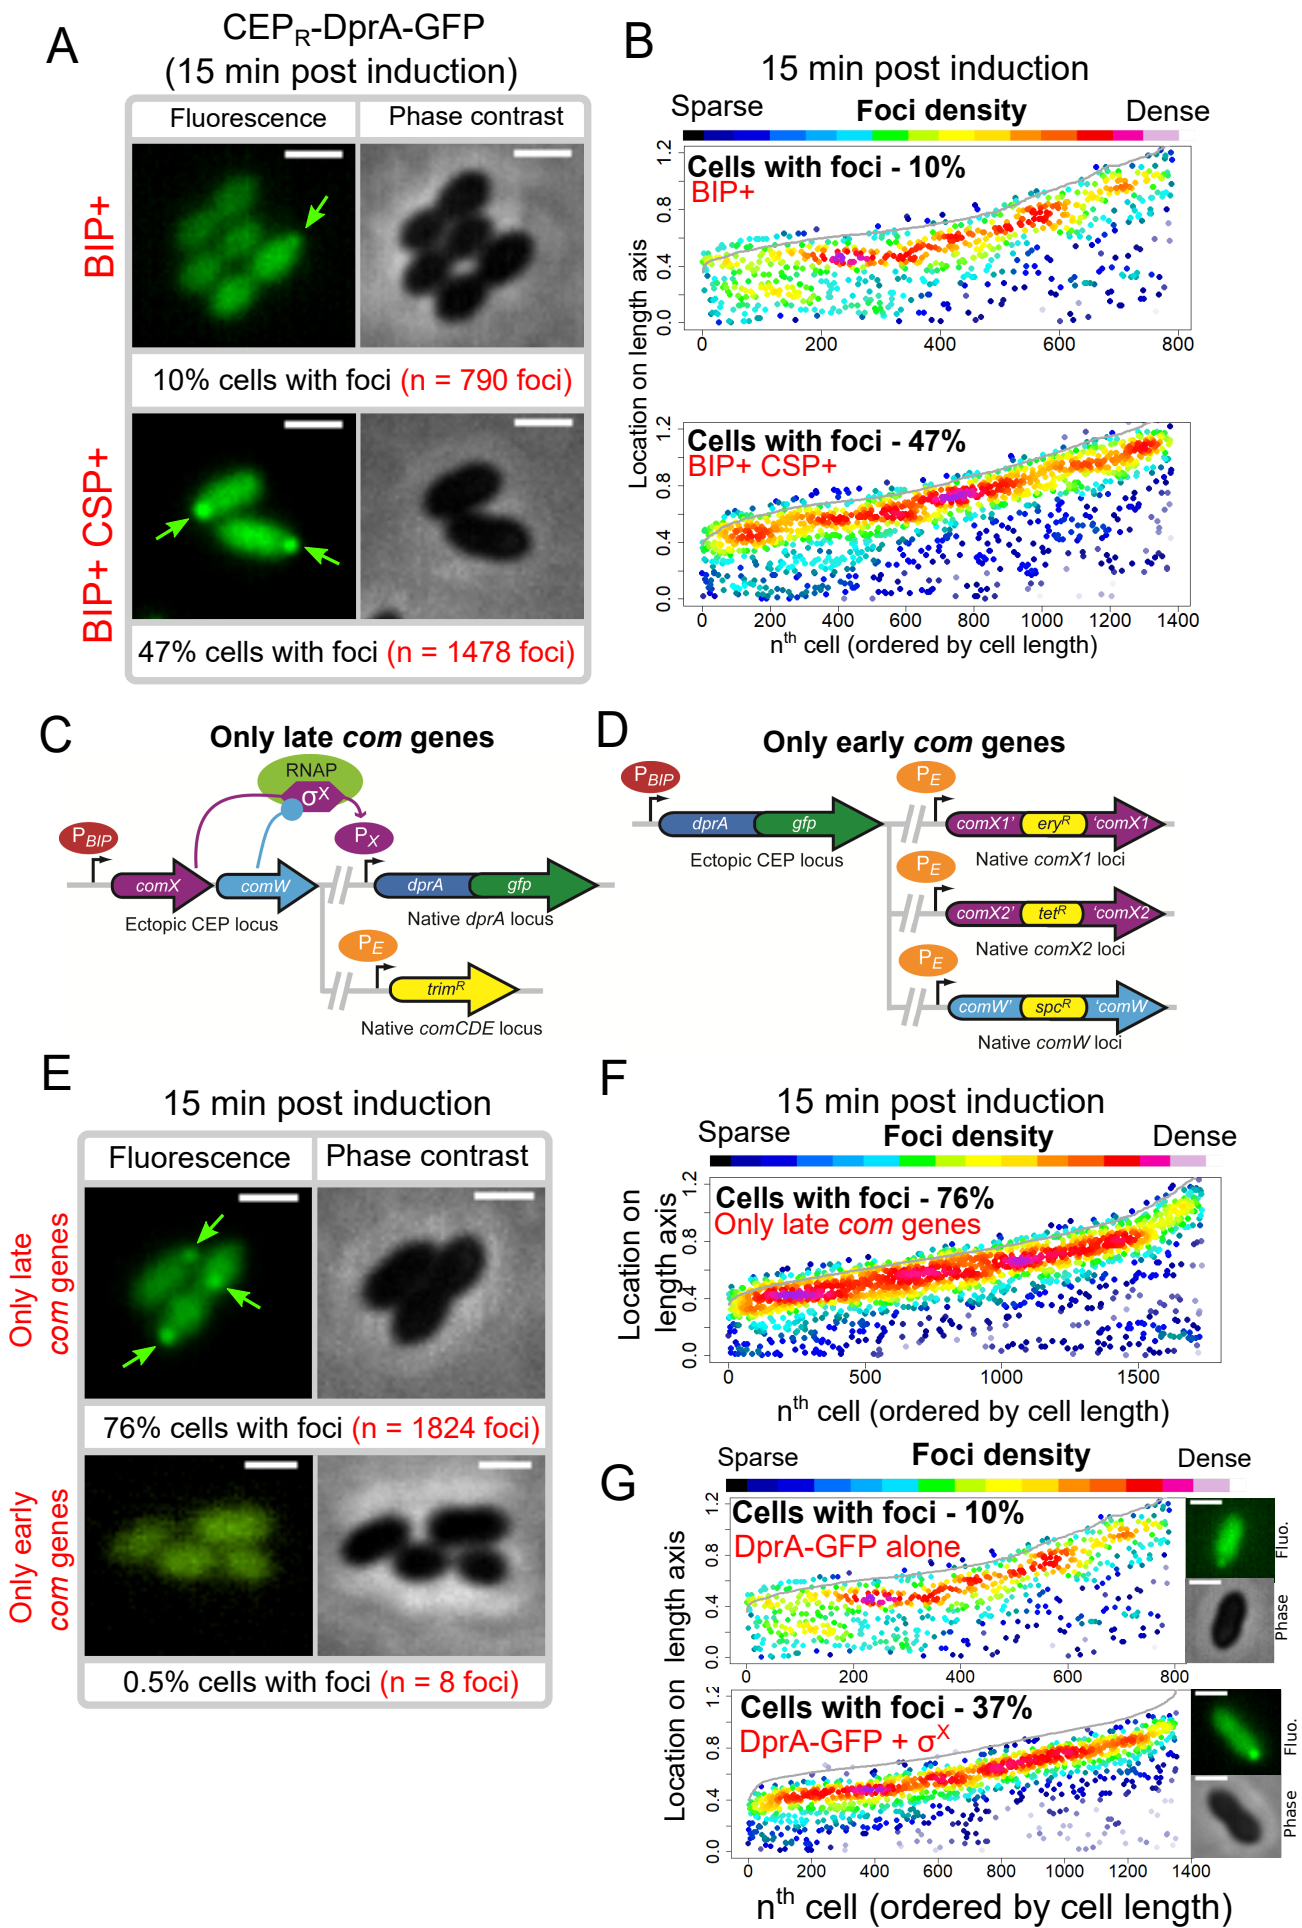 A
CEPR-DprA-GFP
(15 min post induction)
Fluorescence
Phase contrast
BIP+
10% cells with foci (n = 790 foci)
BIP+ CSP+
47% cells with foci (n = 1478 foci)
B
15 min post induction
Sparse
Foci density
Dense
Cells with foci - 10%
BIP+
Location on length axis
0.0
0.4
0.8
1.2
0
200
400
600
800
Cells with foci - 47%
BIP+ CSP+
0.0
0.4
0.8
1.2
0
200
400
600
800
1000
1200
1400
nth cell (ordered by cell length)
C
Only late com genes
RNAP
σX
PBIP
PX
comX
comW
dprA
gfp
Ectopic CEP locus
Native dprA locus
PE
trimR
Native comCDE locus
D
Only early com genes
PBIP
PE
dprA
gfp
comX1’
eryR
‘comX1
Ectopic CEP locus
Native comX1 loci
PE
comX2’
tetR
‘comX2
Native comX2 loci
PE
comW’
spcR
‘comW
Native comW loci
E
15 min post induction
Fluorescence
Phase contrast
Only late
com genes
76% cells with foci (n = 1824 foci)
Only early
com genes
0.5% cells with foci (n = 8 foci)
F
15 min post induction
Sparse
Foci density
Dense
Cells with foci - 76%
Only late com genes
Location on
length axis
0.0
0.4
0.8
1.2
0
500
1000
1500
nth cell (ordered by cell length)
G
Sparse
Foci density
Dense
Cells with foci - 10%
DprA-GFP alone
Location on length axis
0.0
0.4
0.8
1.2
0
200
400
600
800
Fluo.
Phase
Cells with foci - 37%
DprA-GFP + σX
0.0
0.4
0.8
1.2
0
200
400
600
800
1000
1200
1400
Fluo.
Phase
nth cell (ordered by cell length)